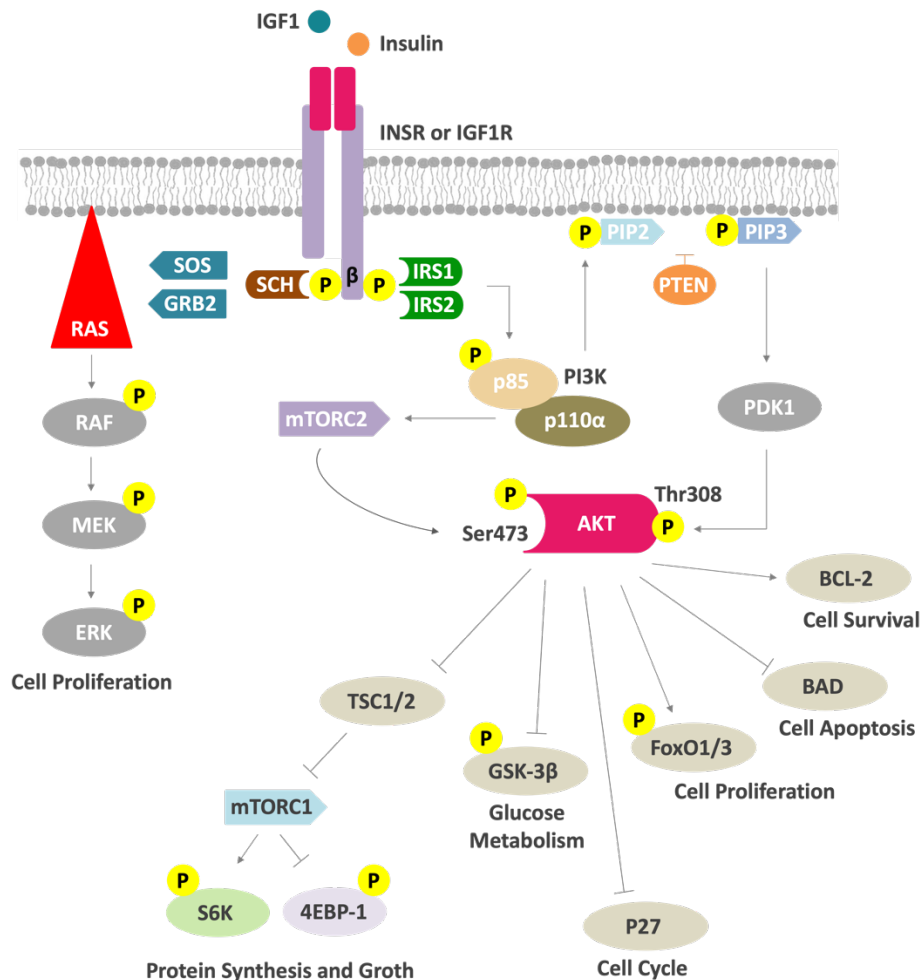 IGF1
Insulin
INSR or IGF1R
P
PIP2
P
PIP3
SOS
GRB2
SCH
P
β
P
IRS1
IRS2
PTEN
RAS
P
p85
PI3K
p110α
mTORC2
PDK1
P
RAF
P
MEK
P
ERK
Cell Proliferation
P
Ser473
AKT
Thr308
P
BCL-2
Cell Survival
BAD
Cell Apoptosis
TSC1/2
P
FoxO1/3
Cell Proliferation
P
GSK-3β
Glucose
Metabolism
mTORC1
P
S6K
P
4EBP-1
Protein Synthesis and Groth
P27
Cell Cycle